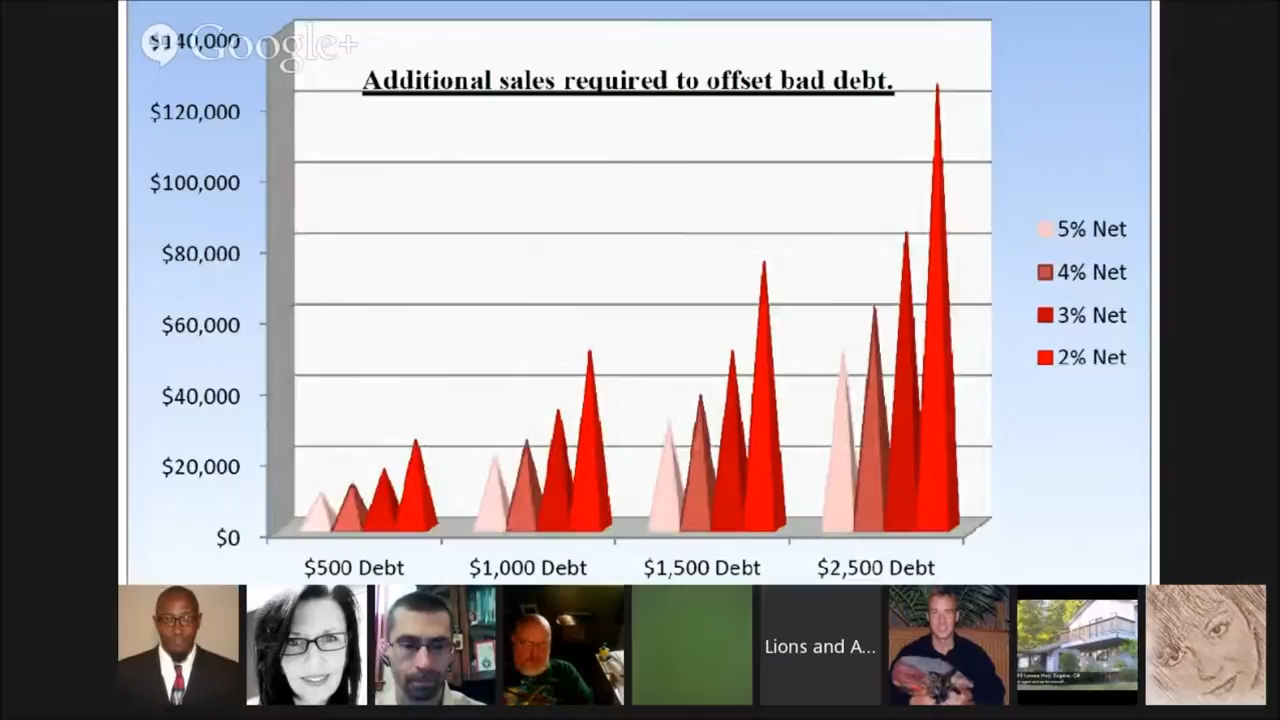 Google+
$140,000
Additional sales required to offset bad debt.
$120,000
$100,000
$80,000
$60,000
$40,000
$20,000
$0
5% Net
4% Net
3% Net
2% Net
$500 Debt
$1,000 Debt
$1,500 Debt
$2,500 Debt
Lions and A...